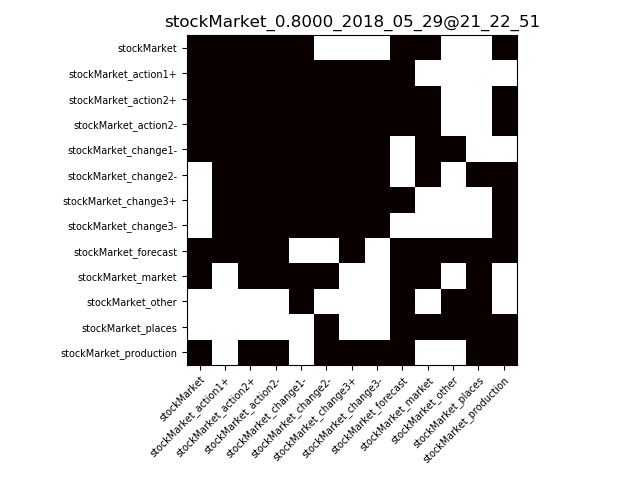 stockMarket_0.8000_2018_05_29@21_22_51
stockMarket
stockMarket_action1+
stockMarket_action2+
stockMarket_action2-
stockMarket_change1-
stockMarket_change2-
stockMarket_change3+
stockMarket_change3-
stockMarket_forecast
stockMarket_market
stockMarket_other
stockMarket_places
stockMarket_production
stockMarket
stockMarket_action1+
stockMarket_action2+
stockMarket_action2-
stockMarket_change1-
stockMarket_change2-
stockMarket_change3+
stockMarket_change3-
stockMarket_forecast
stockMarket_market
stockMarket_other
stockMarket_places
stockMarket_production